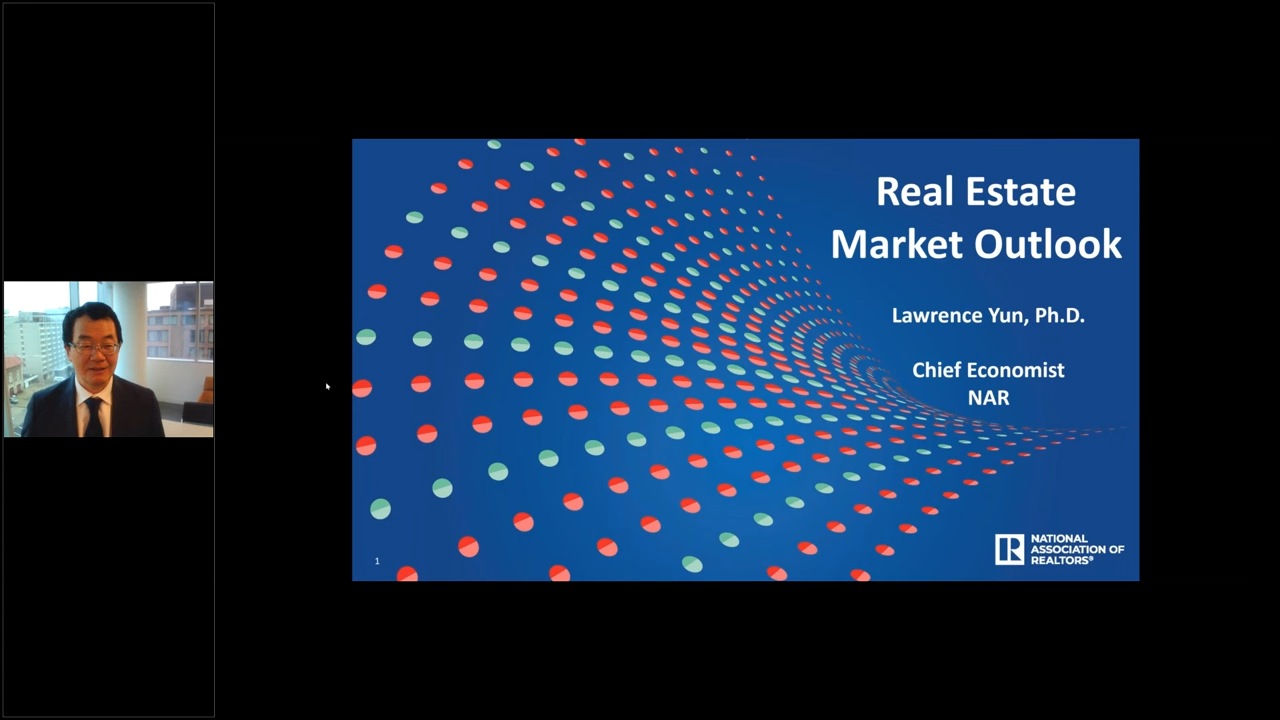 Real Estate
Market Outlook
Lawrence Yun, Ph.D.
Chief Economist
NAR
NATIONAL
ASSOCIATION OF
REALTORS®
1